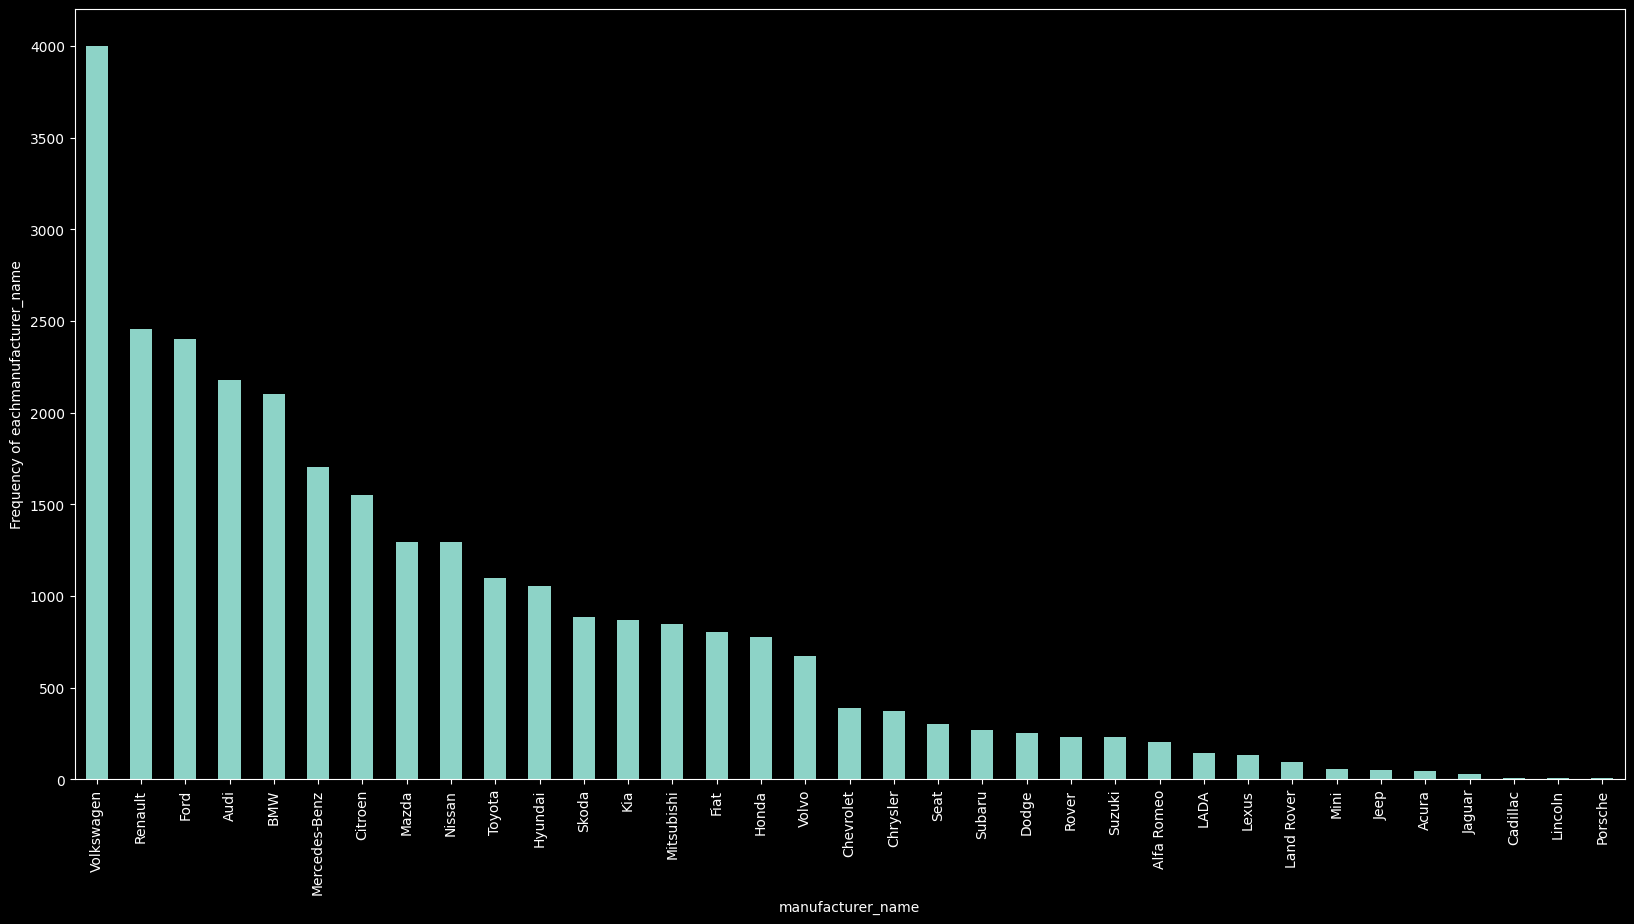 4000
3500
3000
2500
2000
1500
1000
500
0
Frequency of eachmanufacturer_name
Volkswagen
Renault
Ford
Audi
BMW
Mercedes-Benz
Citroen
Mazda
Nissan
Toyota
Hyundai
Skoda
Kia
Mitsubishi
Fiat
Honda
Volvo
Chevrolet
Chrysler
Seat
Subaru
Dodge
Rover
Suzuki
Alfa Romeo
LADA
Lexus
Land Rover
Mini
Jeep
Acura
Jaguar
Cadillac
Lincoln
Porsche
manufacturer_name